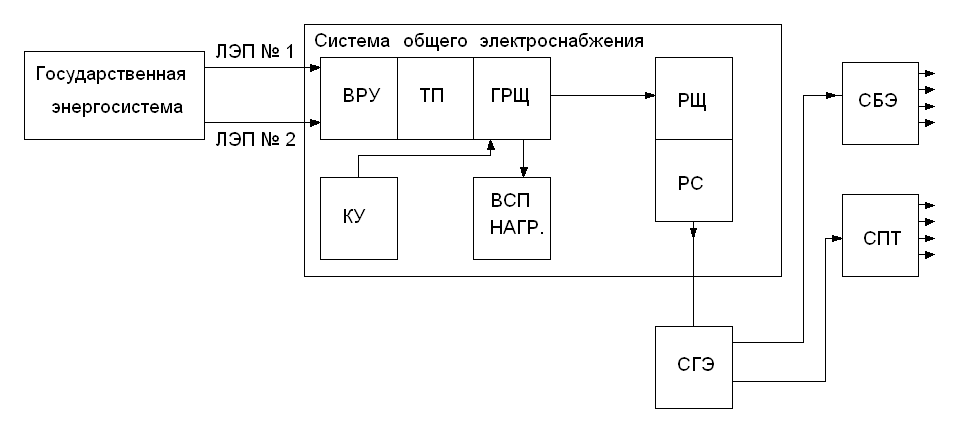 ЛЭП № 1
Система общего электроснабжения
Государственная
энергосистема
ВРУ ТП ГРЩ
РЩ
СБЭ
ЛЭП № 2
РС
КУ
ВСП
НАГР.
СПТ
СГЭ